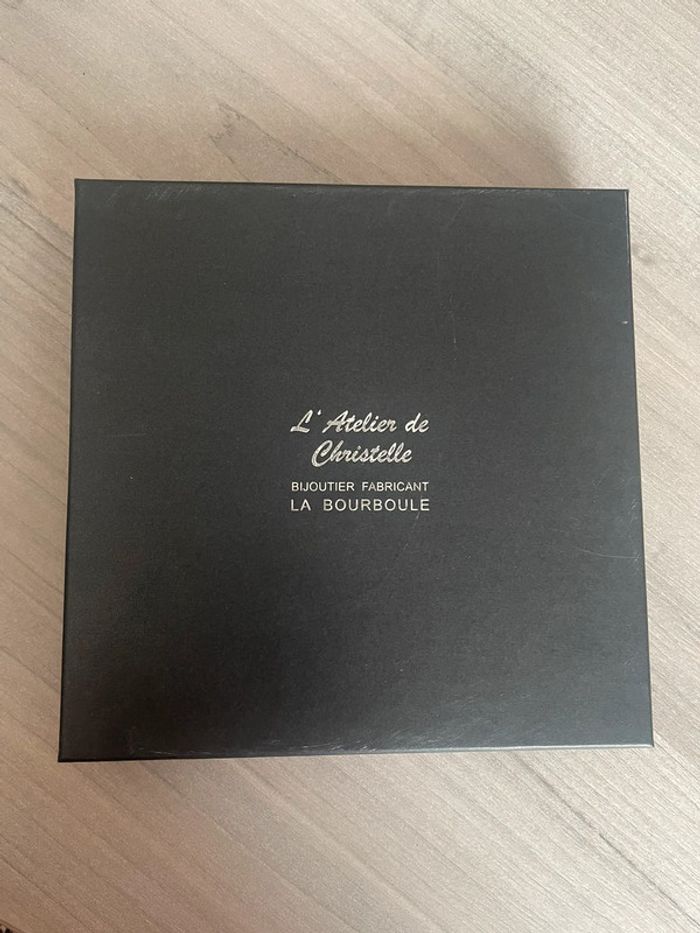 L'Atelier de
Christelle
BIJOUTIER FABRICANT
LA BOURBOULE